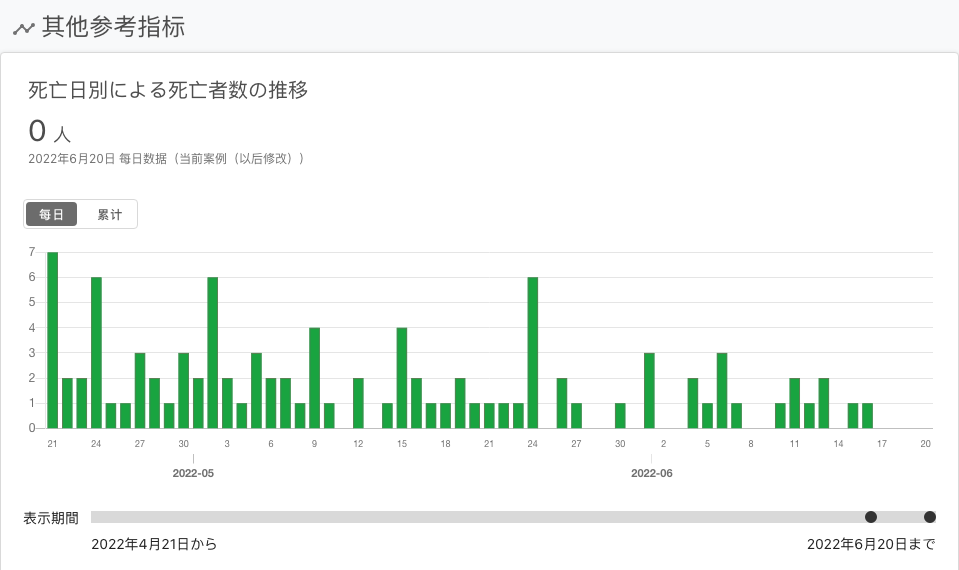 其他参考指标
死亡日別による死亡者数の推移
0 人
2022年6月20日 每日数据（当前案例（以后修改））
每日 累计
7
6
5
4
3
2
1
0
21 24 27 30 3 6 9 12 15 18 21 24 27 30 2 5 8 11 14 17 20
2022-05 2022-06
表示期間
2022年4月21日から 2022年6月20日まで